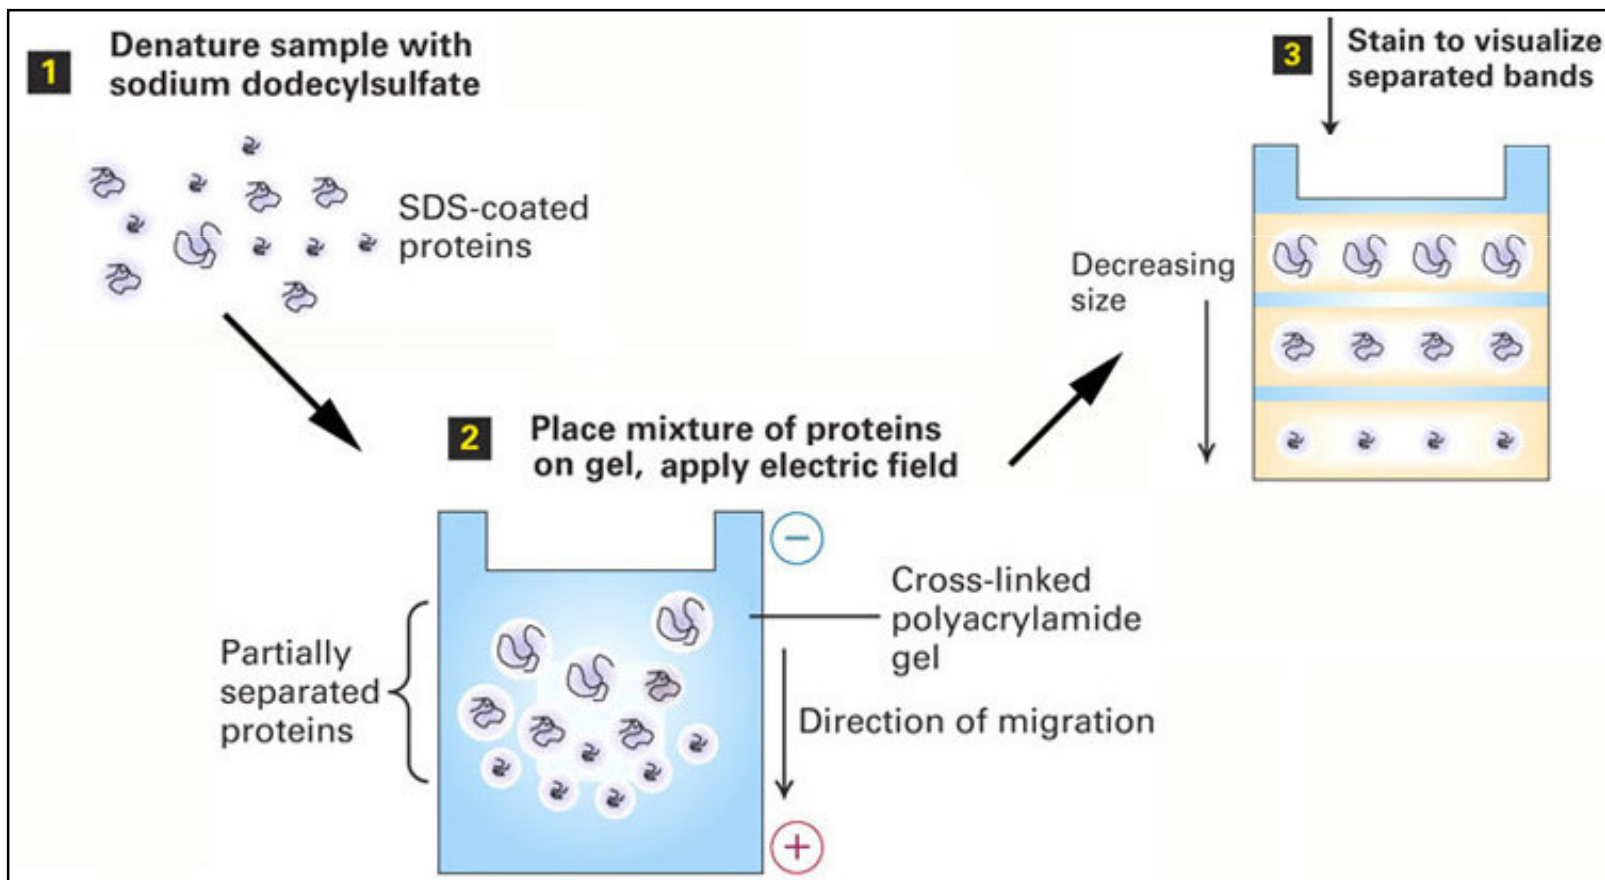 1
Denature sample with
sodium dodecylsulfate
SDS-coated
proteins
2
Place mixture of proteins
on gel, apply electric field
−
Cross-linked
polyacrylamide
gel
Partially
separated
proteins
Direction of migration
+
3
Stain to visualize
separated bands
Decreasing
size